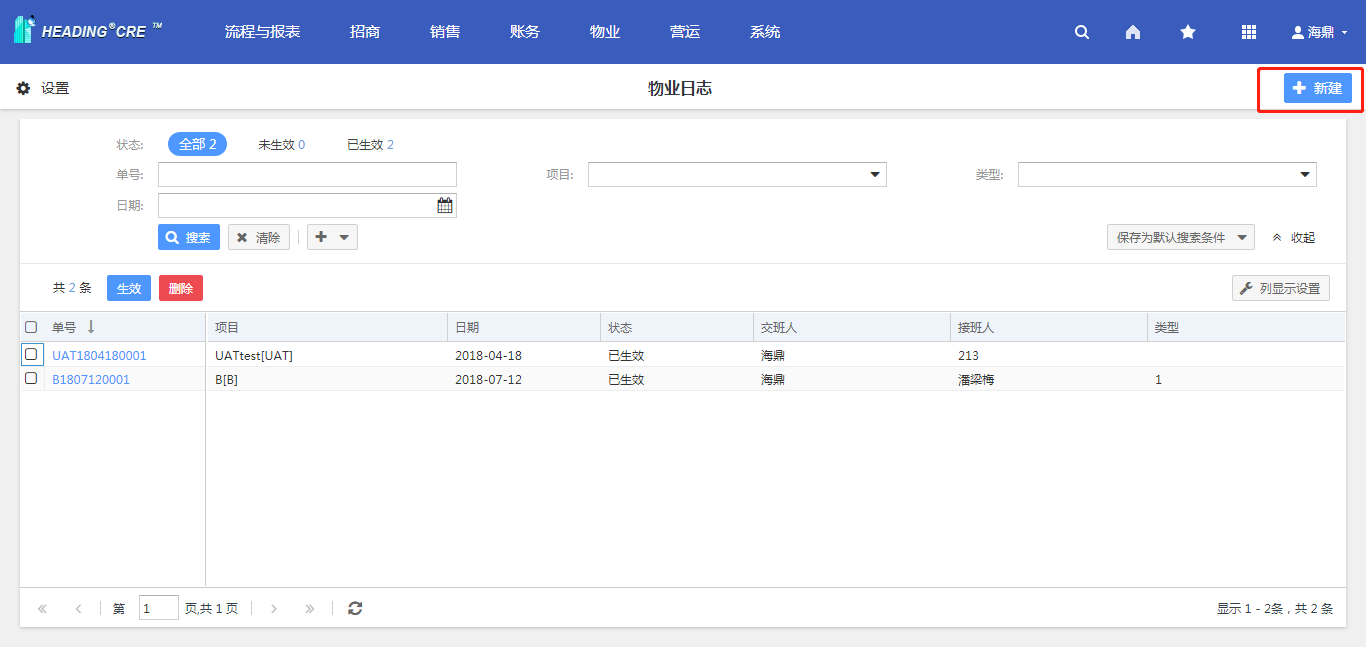 HEADING®CRE ™ 流程与报表 招商 销售 账务 物业 营运 系统 海鼎
设置 物业日志 新建
状态: 全部 2 未生效 0 已生效 2
单号: 项目: 类型:
日期:
搜索 清除 保存为默认搜索条件 收起
共 2 条 生效 删除 列显示设置
单号 项目 日期 状态 交班人 接班人 类型
UAT1804180001 UATtest[UAT] 2018-04-18 已生效 海鼎 213
B1807120001 B[B] 2018-07-12 已生效 海鼎 潘梁梅 1
第 1 页,共 1 页 显示 1 - 2条，共 2 条